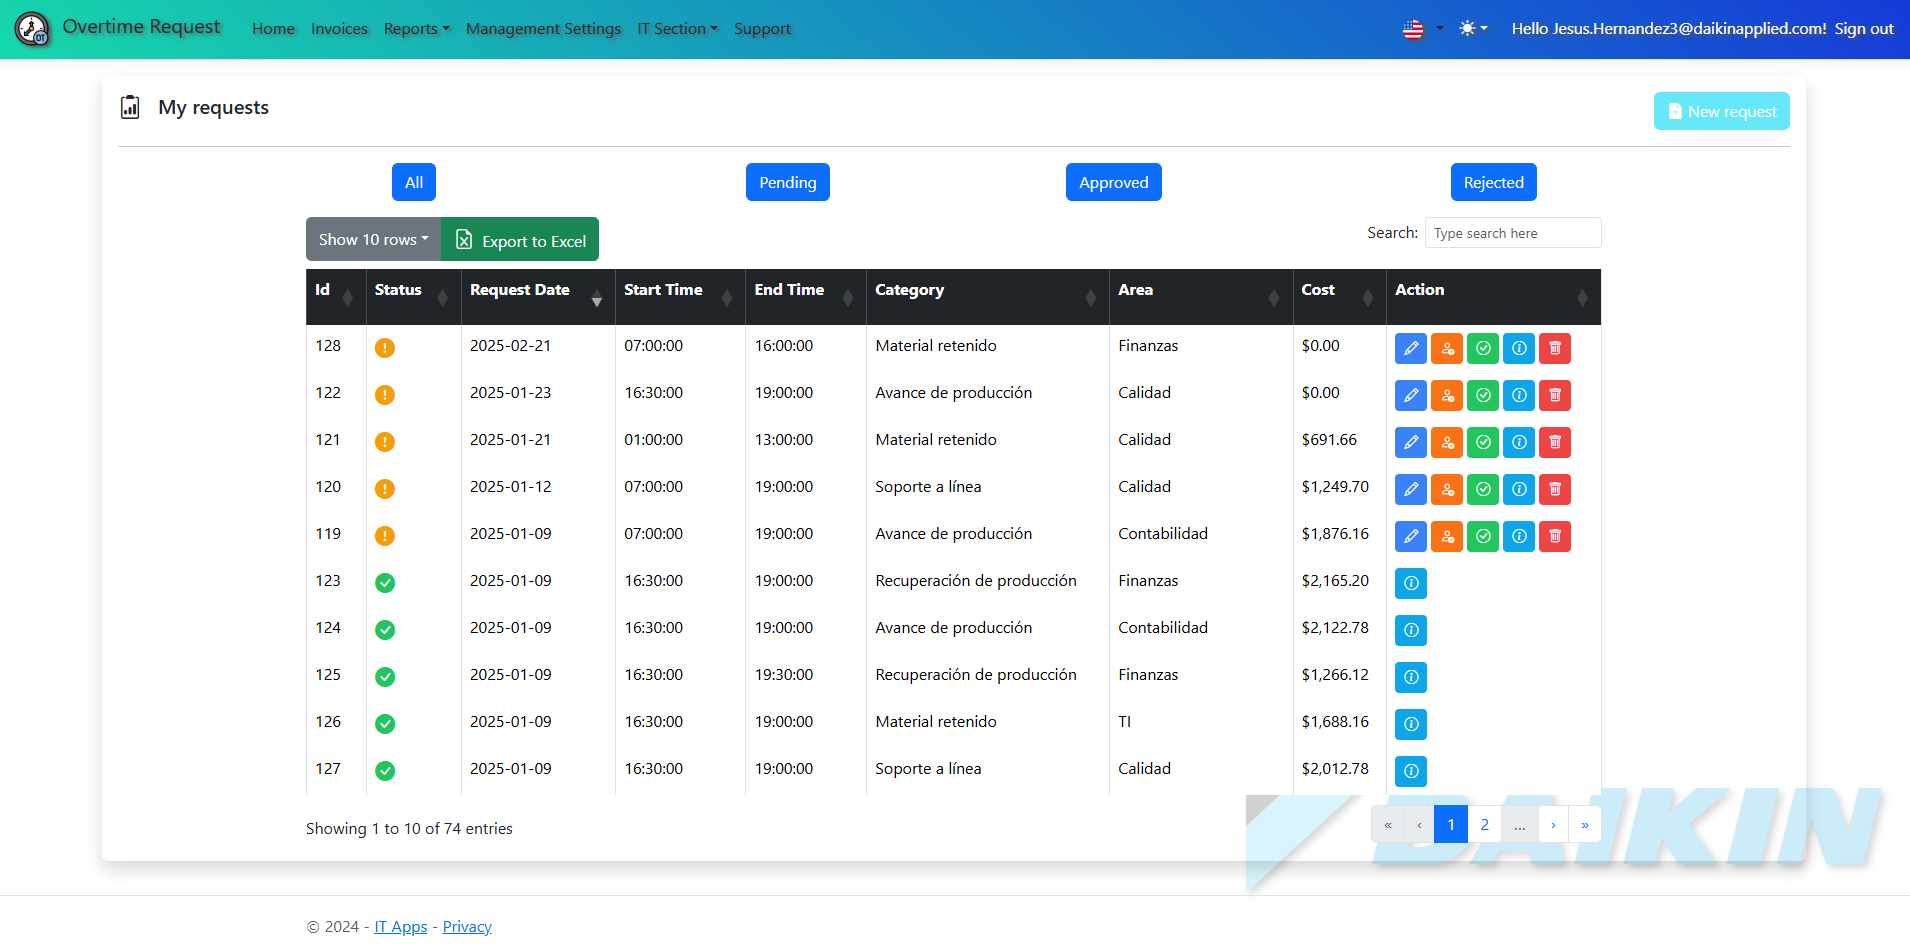 Overtime Request Home Invoices Reports Management Settings IT Section Support Hello Jesus.Hernandez3@daikinapplied.com! Sign out
My requests New request
All Pending Approved Rejected
Show 10 rows Export to Excel Search: Type search here
Id Status Request Date Start Time End Time Category Area Cost Action
128 2025-02-21 07:00:00 16:00:00 Material retenido Finanzas $0.00
122 2025-01-23 16:30:00 19:00:00 Avance de producción Calidad $0.00
121 2025-01-21 01:00:00 13:00:00 Material retenido Calidad $691.66
120 2025-01-12 07:00:00 19:00:00 Soporte a línea Calidad $1,249.70
119 2025-01-09 07:00:00 19:00:00 Avance de producción Contabilidad $1,876.16
123 2025-01-09 16:30:00 19:00:00 Recuperación de producción Finanzas $2,165.20
124 2025-01-09 16:30:00 19:00:00 Avance de producción Contabilidad $2,122.78
125 2025-01-09 16:30:00 19:30:00 Recuperación de producción Finanzas $1,266.12
126 2025-01-09 16:30:00 19:00:00 Material retenido TI $1,688.16
127 2025-01-09 16:30:00 19:00:00 Soporte a línea Calidad $2,012.78
Showing 1 to 10 of 74 entries « ‹ 1 2 ... › »
DAIKIN
© 2024 - IT Apps - Privacy